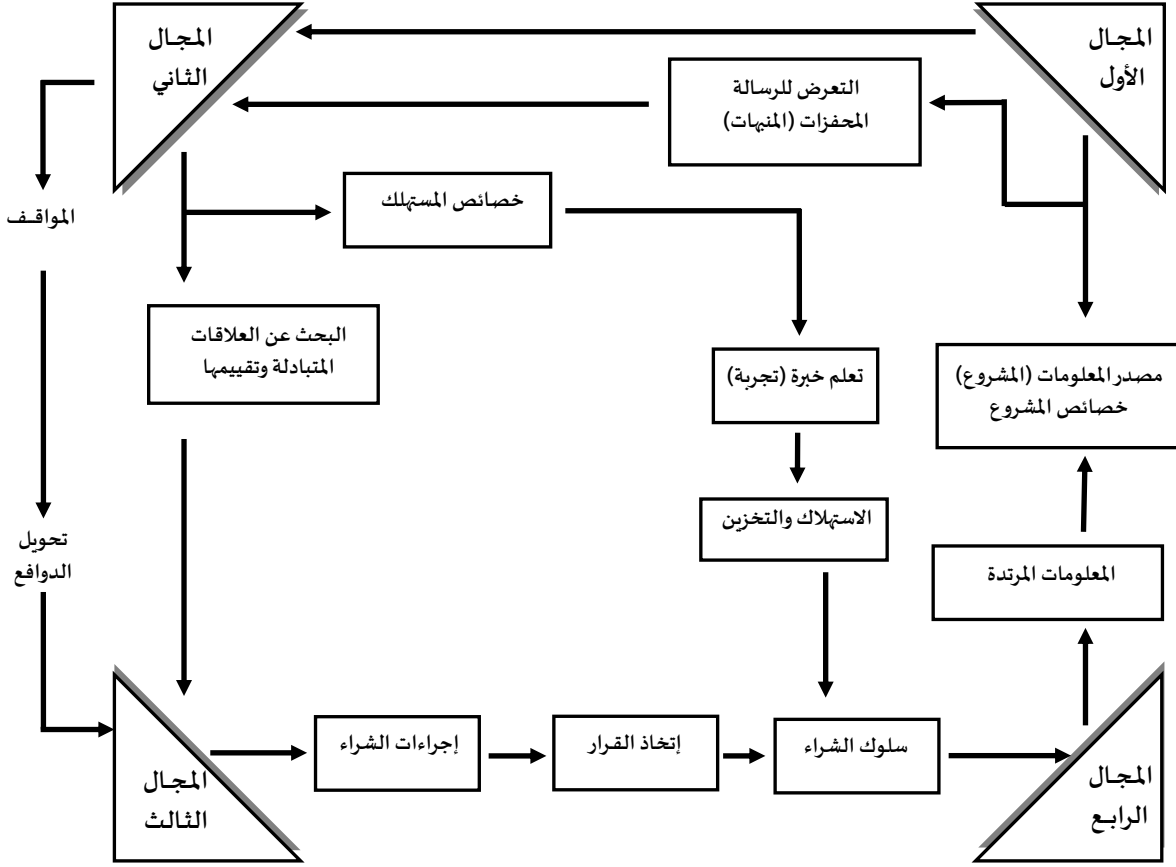 المجال
الأول
المجال
الثاني
التعرض للرسالة
المحفزات (المنبهات)
خصائص المستهلك
المواقف
البحث عن العلاقات
المتبادلة وتقييمها
تعلم خبرة (تجربة)
مصدر المعلومات (المشروع)
خصائص المشروع
الاستهلاك والتخزين
تحويل
الدوافع
المعلومات المرتدة
سلوك الشراء
إتخاذ القرار
إجراءات الشراء
المجال
الرابع
المجال
الثالث